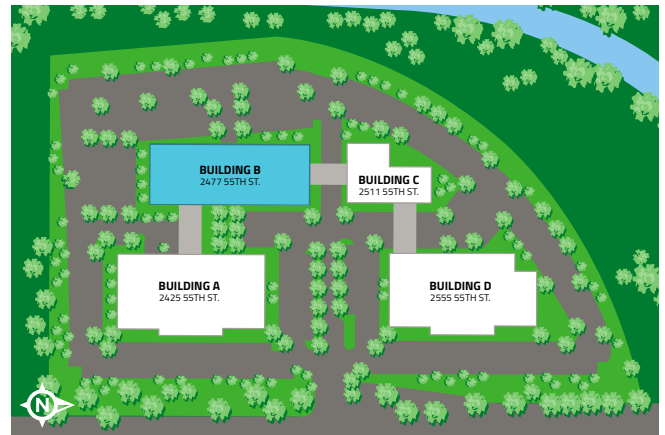 BUILDING B
2477 55TH ST.
BUILDING C
2511 55TH ST.
BUILDING A
2425 55TH ST.
BUILDING D
2555 55TH ST.
N